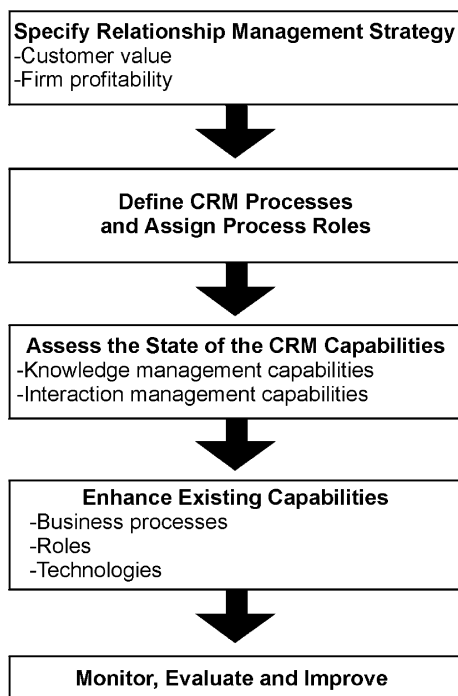 Specify Relationship Management Strategy
-Customer value
-Firm profitability
Define CRM Processes
and Assign Process Roles
Assess the State of the CRM Capabilities
-Knowledge management capabilities
-Interaction management capabilities
Enhance Existing Capabilities
-Business processes
-Roles
-Technologies
Monitor, Evaluate and Improve